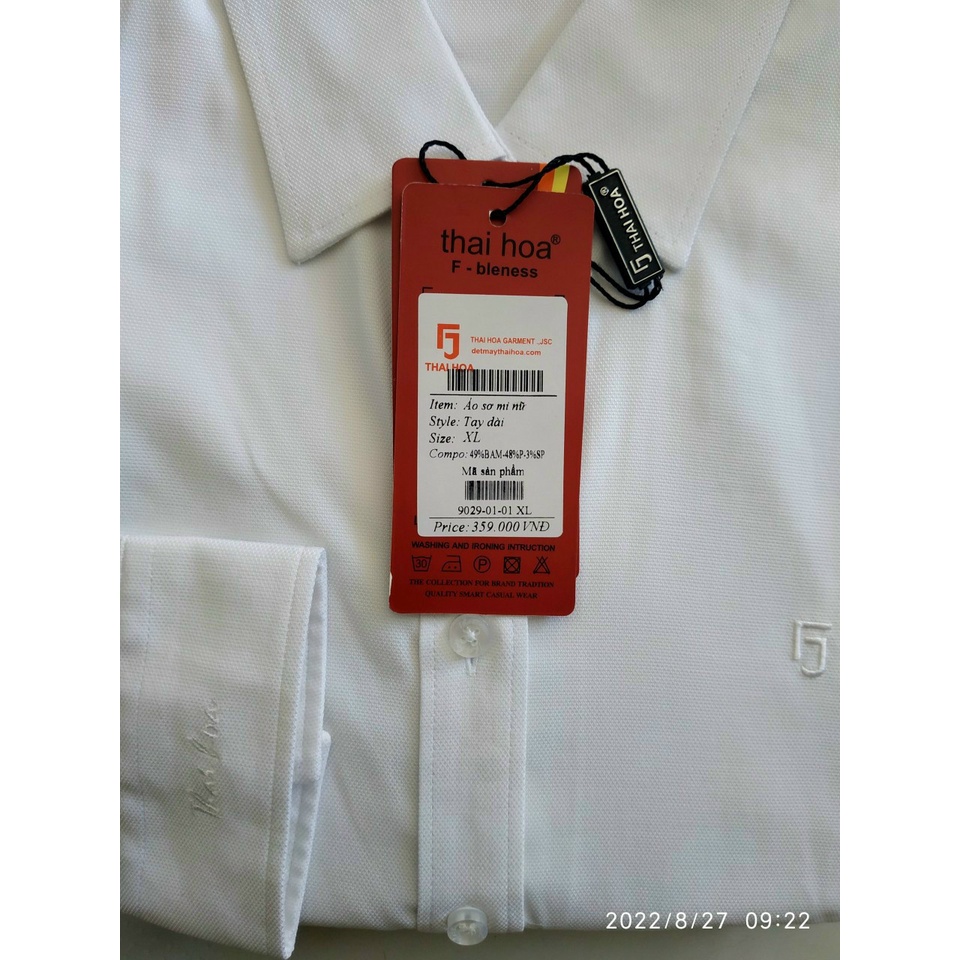 thai hoa®
F - bleness
THAI HOA ®
THAI HOA GARMENT .,JSC
detmaythaihoa.com
THAI HOA
Item: Áo sơ mi nữ
Style: Tay dài
Size: XL
Compo: 49%BAM-48%P-3%SP
Mã sản phẩm
9029-01-01 XL
Price: 359.000 VNĐ
WASHING AND IRONING INTRUCTION
30 P
THE COLLECTION FOR BRAND TRADTION
QUALITY SMART CASUAL WEAR
Thai hoa
2022/8/27 09:22